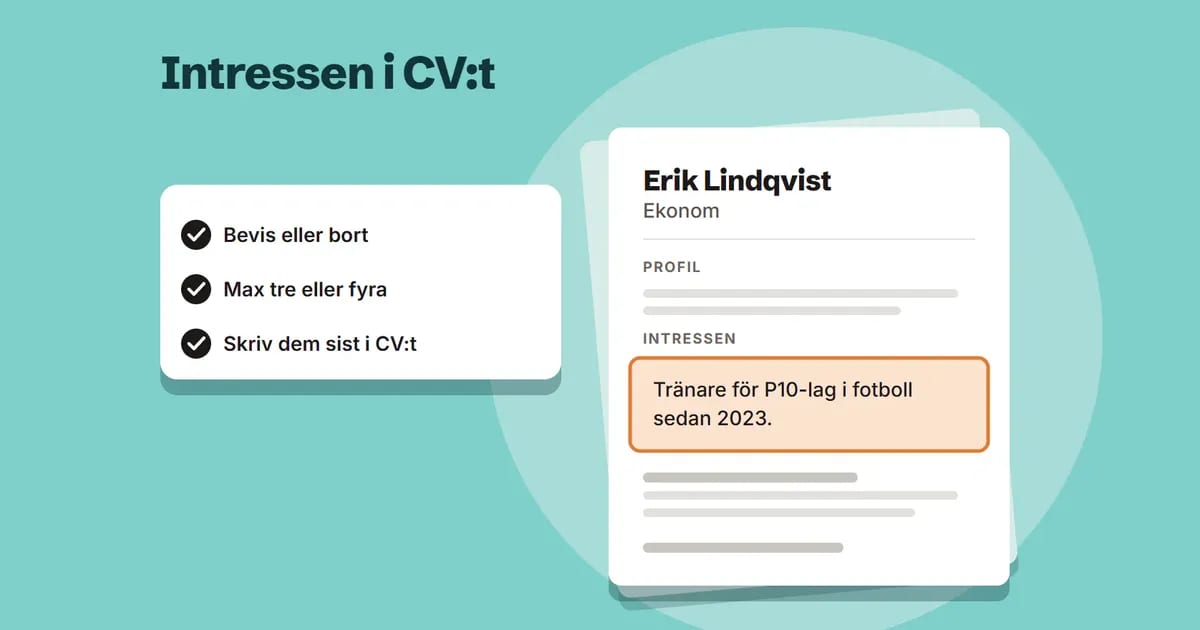 Intressen i CV:t
Bevis eller bort
Max tre eller fyra
Skriv dem sist i CV:t
Erik Lindqvist
Ekonom
PROFIL
INTRESSEN
Tränare för P10-lag i fotboll
sedan 2023.